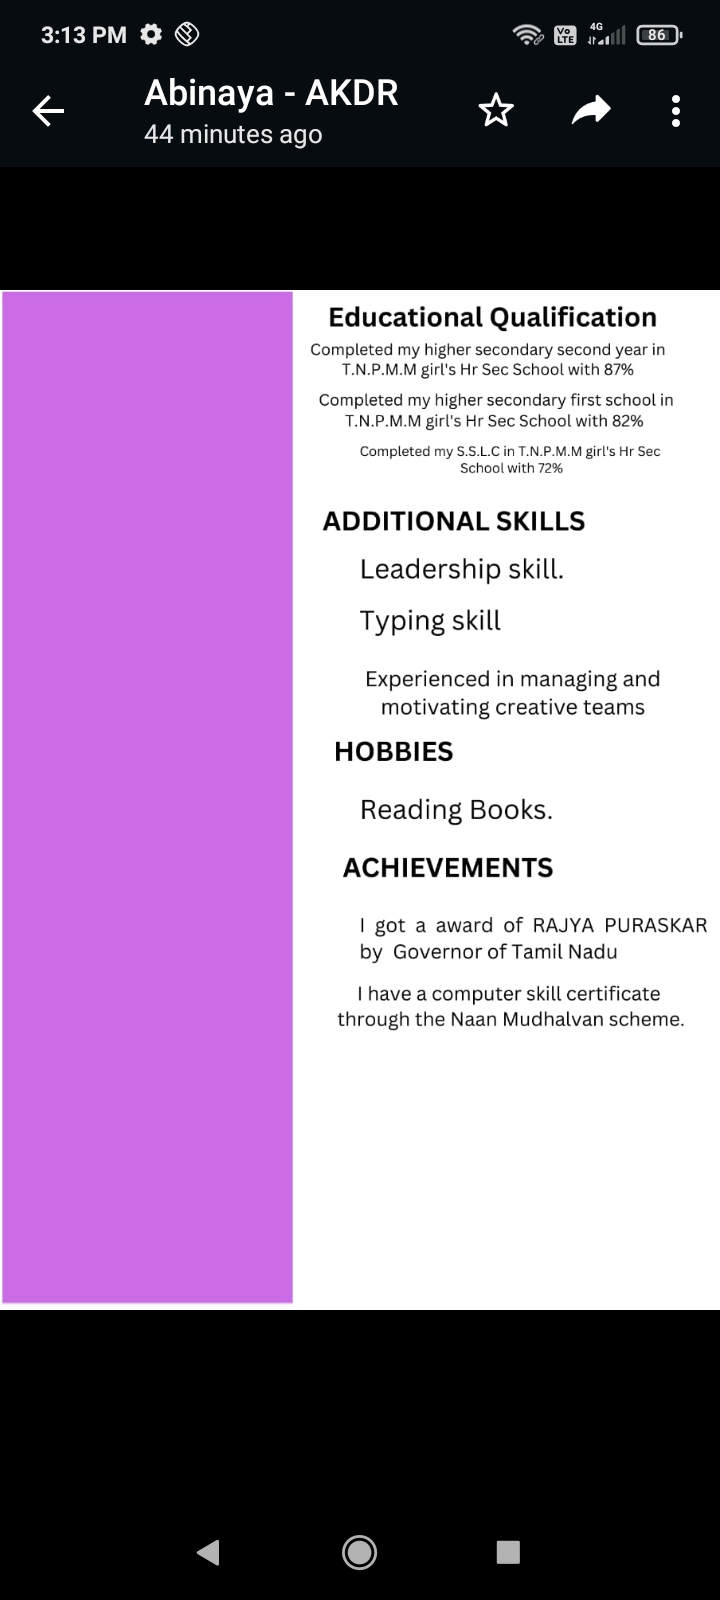 3:13 PM
Vo LTE 4G 86
Abinaya - AKDR
44 minutes ago
Educational Qualification
Completed my higher secondary second year in
T.N.P.M.M girl's Hr Sec School with 87%
Completed my higher secondary first school in
T.N.P.M.M girl's Hr Sec School with 82%
Completed my S.S.L.C in T.N.P.M.M girl's Hr Sec
School with 72%
ADDITIONAL SKILLS
Leadership skill.
Typing skill
Experienced in managing and
motivating creative teams
HOBBIES
Reading Books.
ACHIEVEMENTS
I got a award of RAJYA PURASKAR
by Governor of Tamil Nadu
I have a computer skill certificate
through the Naan Mudhalvan scheme.